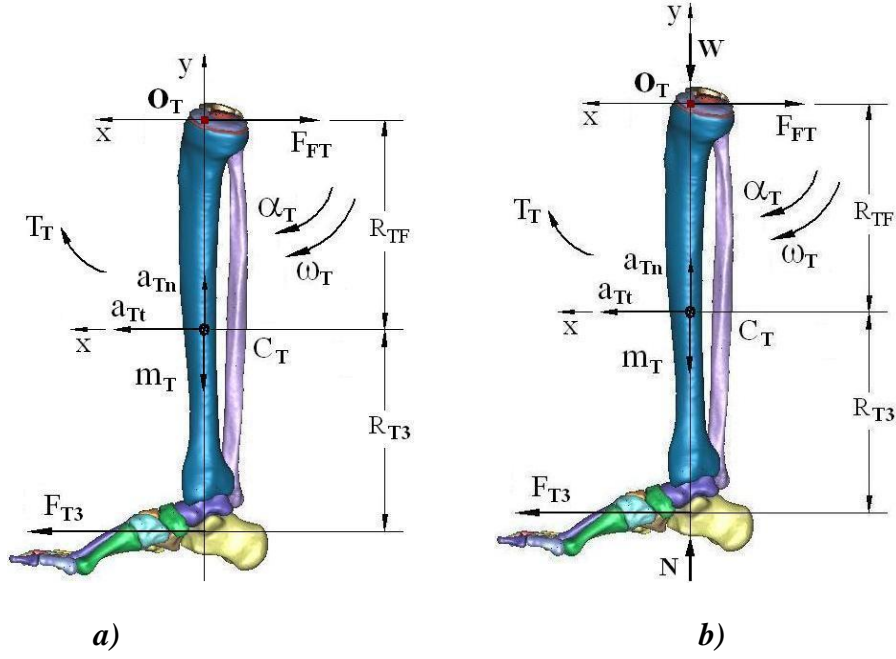 y
O_T
x
F_FT
α_T
ω_T
R_TF
T_T
a_Tn
a_Tt
x
C_T
m_T
R_T3
F_T3
a)
y
W
O_T
x
F_FT
α_T
ω_T
R_TF
T_T
a_Tn
a_Tt
x
C_T
m_T
R_T3
F_T3
N
b)